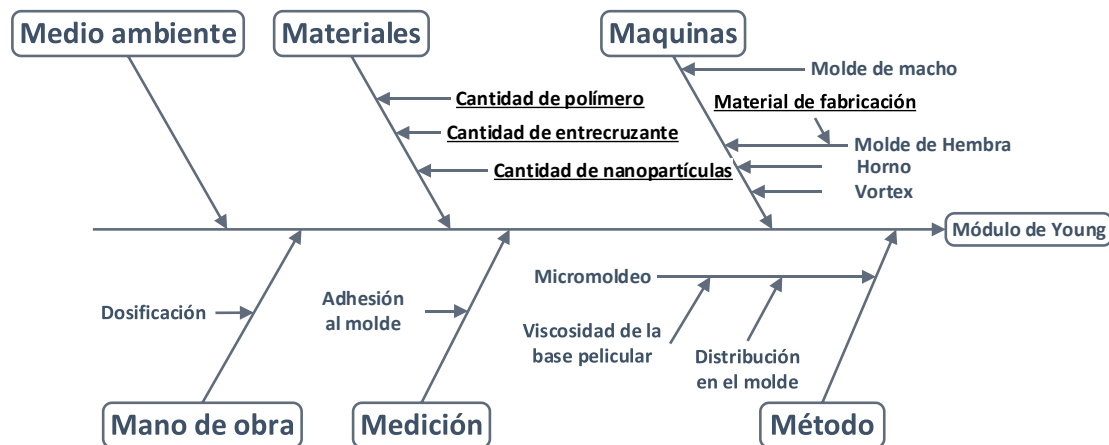 Medio ambiente
Materiales
Maquinas
Molde de macho
Cantidad de polímero
Material de fabricación
Cantidad de entrecruzante
Molde de Hembra
Cantidad de nanopartículas
Horno
Vortex
Módulo de Young
Micromoldeo
Dosificación
Adhesión
al molde
Viscosidad de la
base pelicular
Distribución
en el molde
Mano de obra
Medición
Método